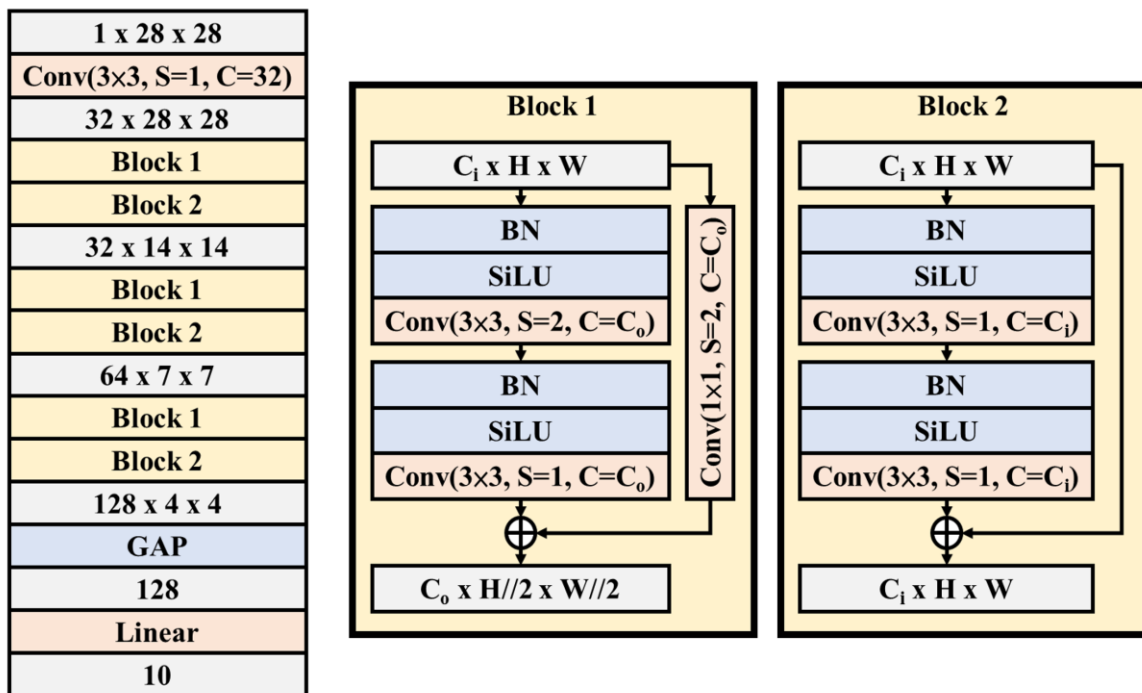 1 x 28 x 28
Conv(3×3, S=1, C=32)
32 x 28 x 28
Block 1
Block 2
32 x 14 x 14
Block 1
Block 2
64 x 7 x 7
Block 1
Block 2
128 x 4 x 4
GAP
128
Linear
10
Block 1
Cᵢ x H x W
BN
SiLU
Conv(3×3, S=2, C=Cₒ)
BN
SiLU
Conv(3×3, S=1, C=Cₒ)
Cₒ x H//2 x W//2
Conv(1×1, S=2, C=Cₒ)
Block 2
Cᵢ x H x W
BN
SiLU
Conv(3×3, S=1, C=Cᵢ)
BN
SiLU
Conv(3×3, S=1, C=Cᵢ)
Cᵢ x H x W